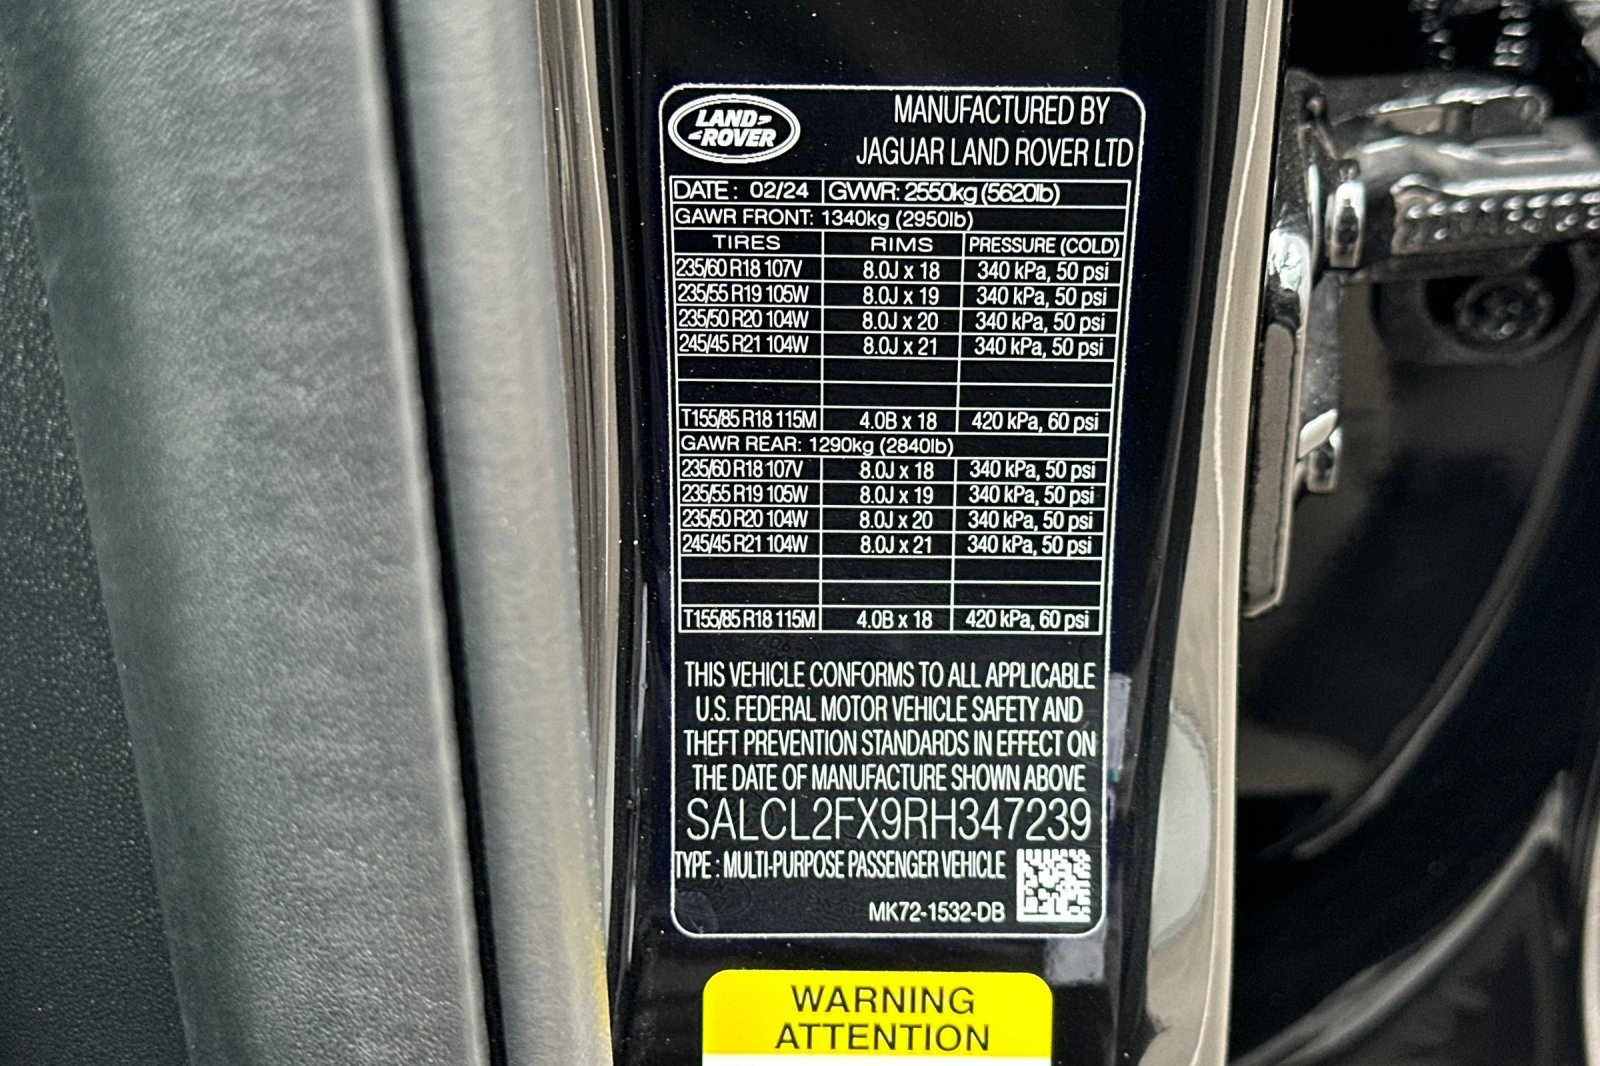 LAND
ROVER
MANUFACTURED BY
JAGUAR LAND ROVER LTD
DATE: 02/24 GVWR: 2550kg (5620lb)
GAWR FRONT: 1340kg (2950lb)
TIRES RIMS PRESSURE (COLD)
235/60 R18 107V 8.0J x 18 340 kPa, 50 psi
235/55 R19 105W 8.0J x 19 340 kPa, 50 psi
235/50 R20 104W 8.0J x 20 340 kPa, 50 psi
245/45 R21 104W 8.0J x 21 340 kPa, 50 psi
T155/85 R18 115M 4.0B x 18 420 kPa, 60 psi
GAWR REAR: 1290kg (2840lb)
235/60 R18 107V 8.0J x 18 340 kPa, 50 psi
235/55 R19 105W 8.0J x 19 340 kPa, 50 psi
235/50 R20 104W 8.0J x 20 340 kPa, 50 psi
245/45 R21 104W 8.0J x 21 340 kPa, 50 psi
T155/85 R18 115M 4.0B x 18 420 kPa, 60 psi
THIS VEHICLE CONFORMS TO ALL APPLICABLE
U.S. FEDERAL MOTOR VEHICLE SAFETY AND
THEFT PREVENTION STANDARDS IN EFFECT ON
THE DATE OF MANUFACTURE SHOWN ABOVE
SALCL2FX9RH347239
TYPE : MULTI-PURPOSE PASSENGER VEHICLE
MK72-1532-DB
WARNING
ATTENTION